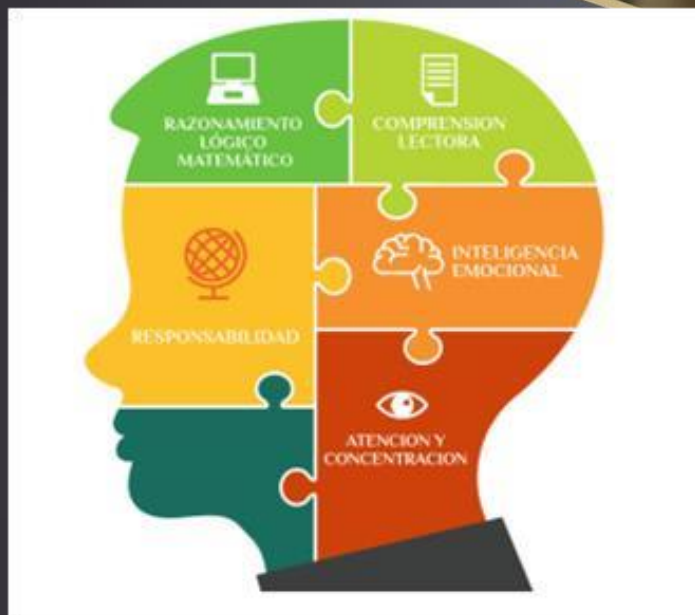 RAZONAMIENTO
LÓGICO
MATEMÁTICO
COMPRENSION
LECTORA
INTELIGENCIA
EMOCIONAL
RESPONSABILIDAD
ATENCION Y
CONCENTRACION